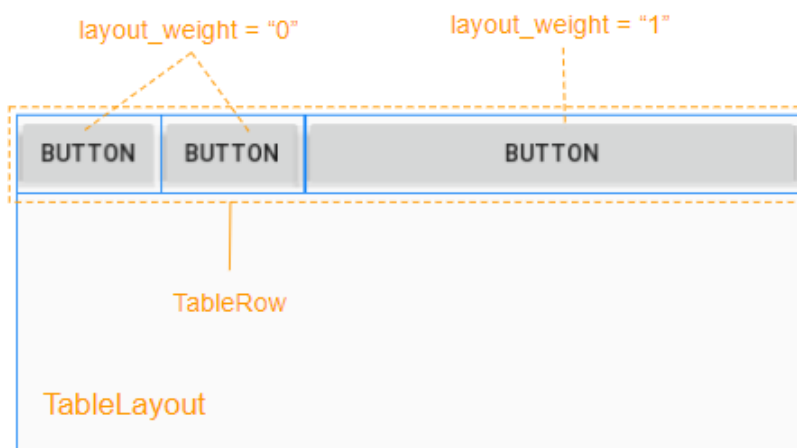 layout_weight = “0”
layout_weight = “1”
BUTTON
BUTTON
BUTTON
TableRow
TableLayout